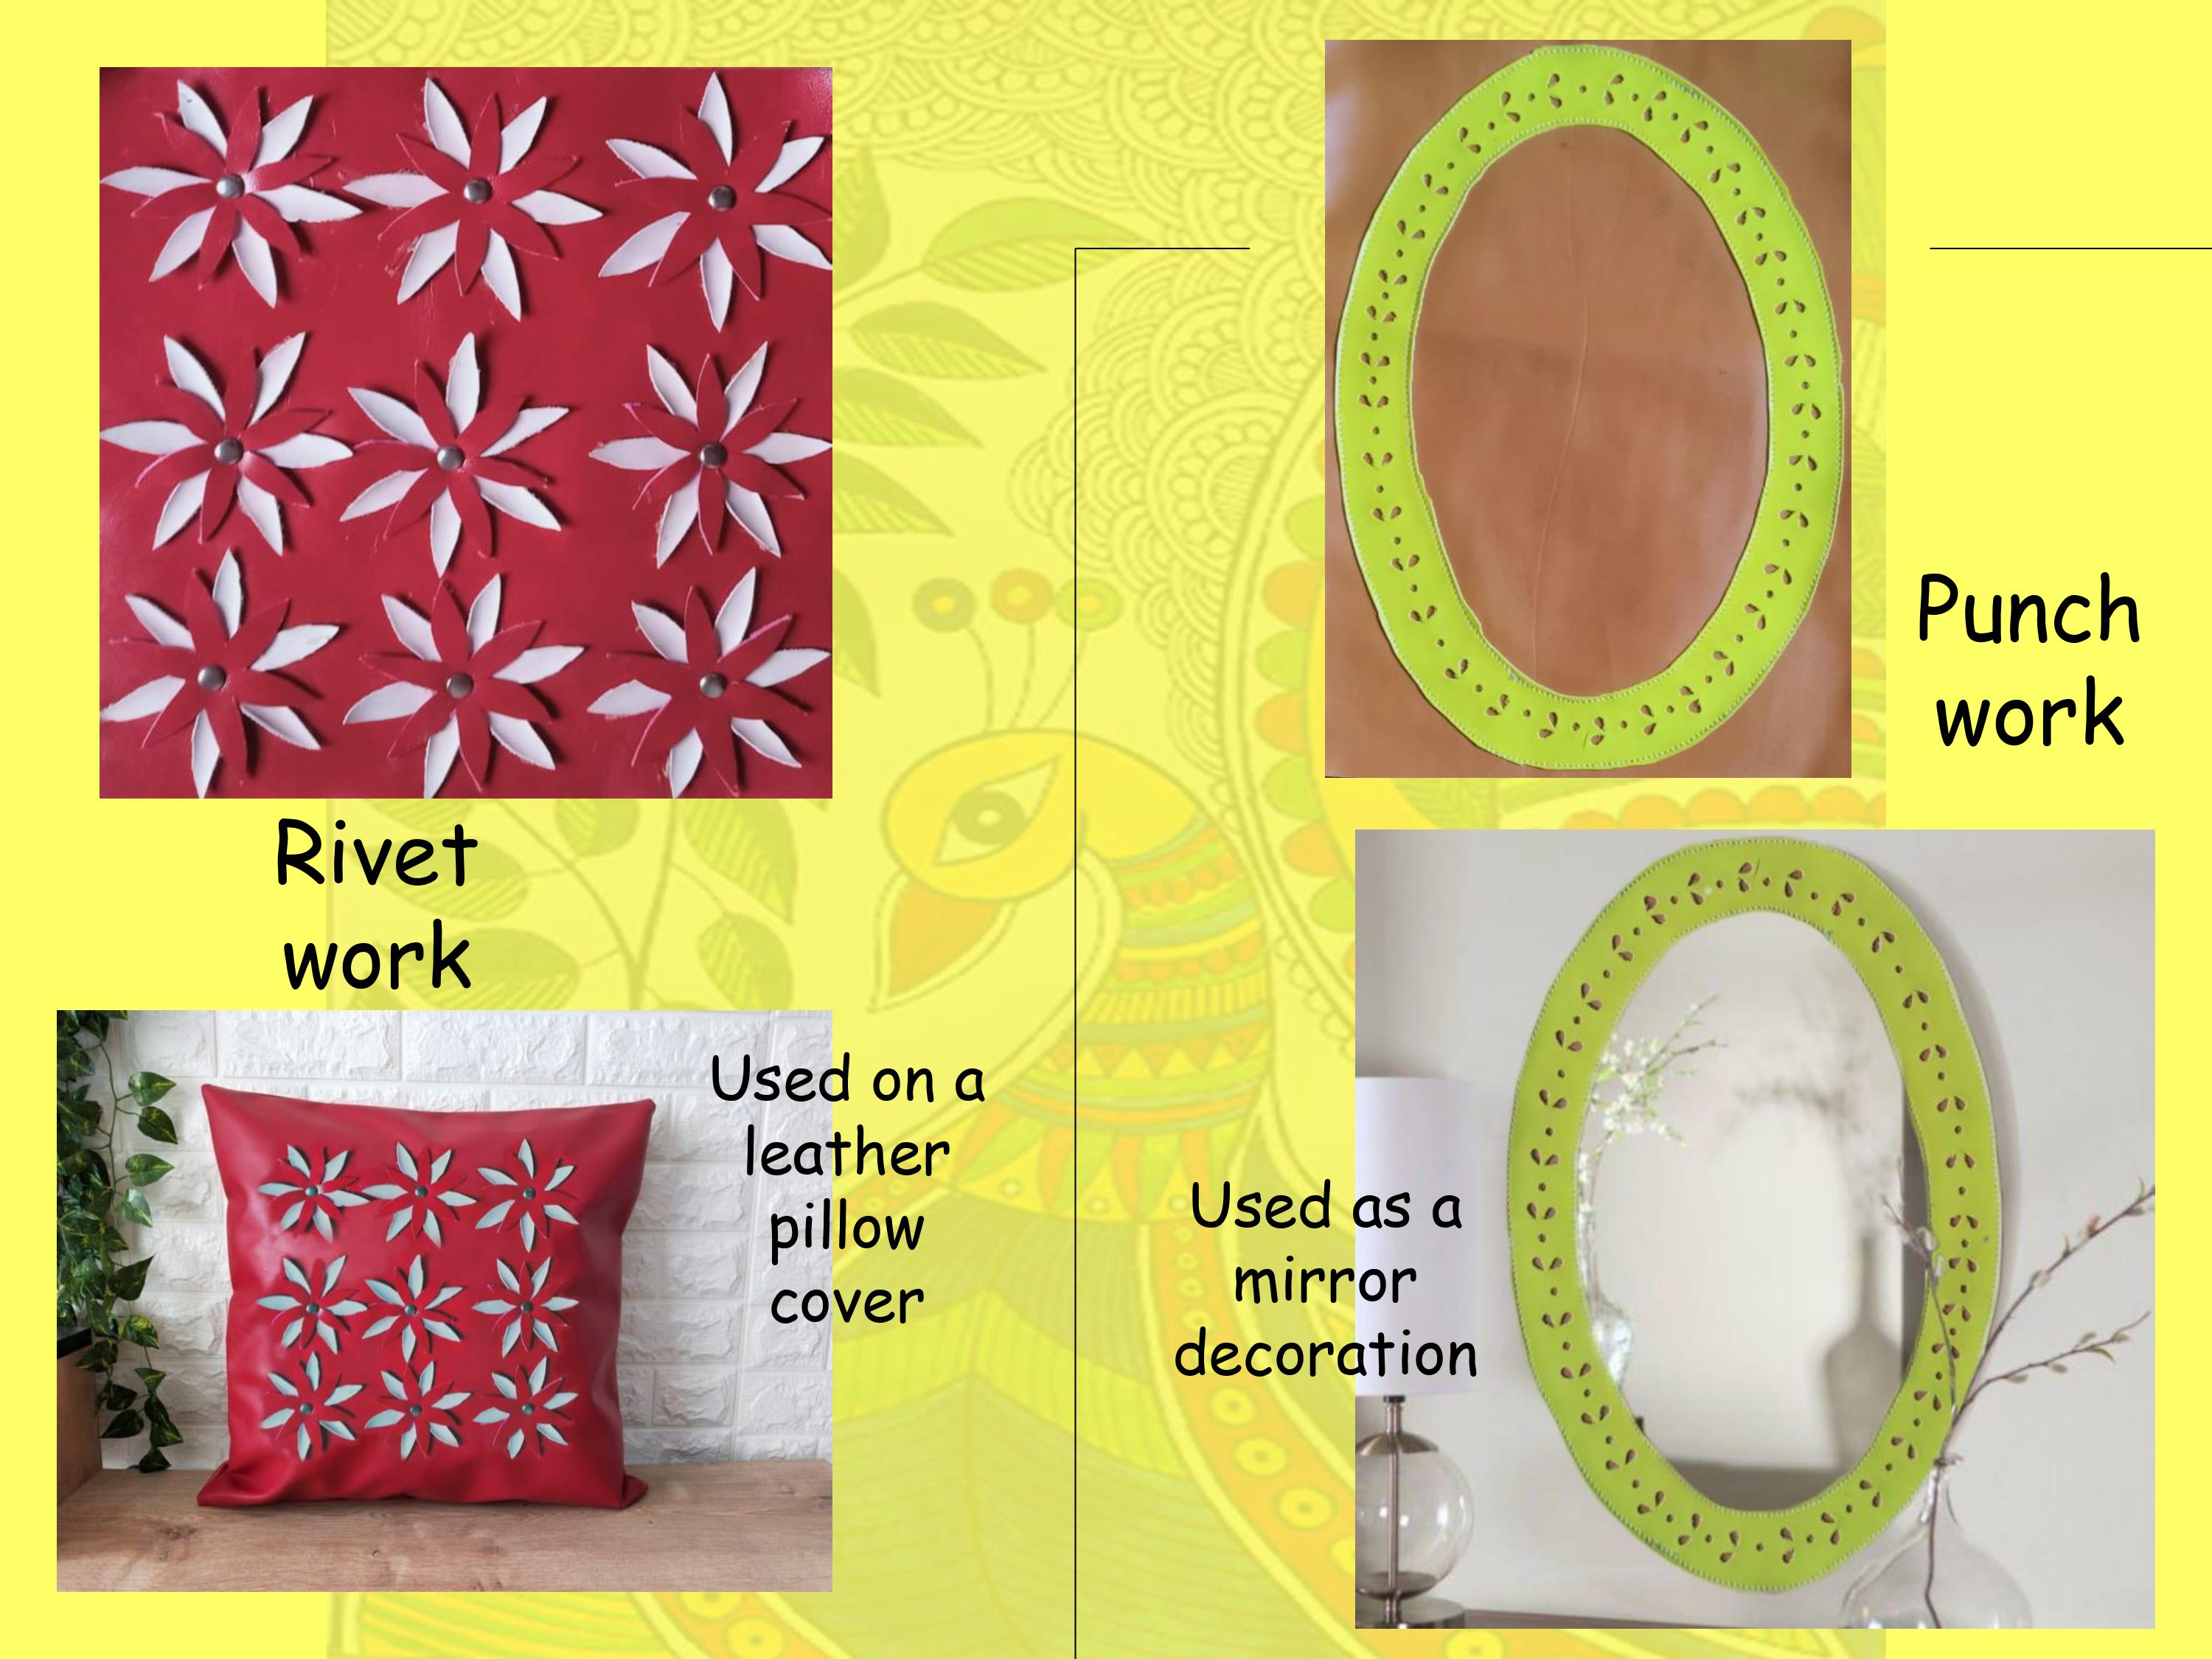 Rivet
work
Used on a
leather
pillow
cover
Punch
work
Used as a
mirror
decoration